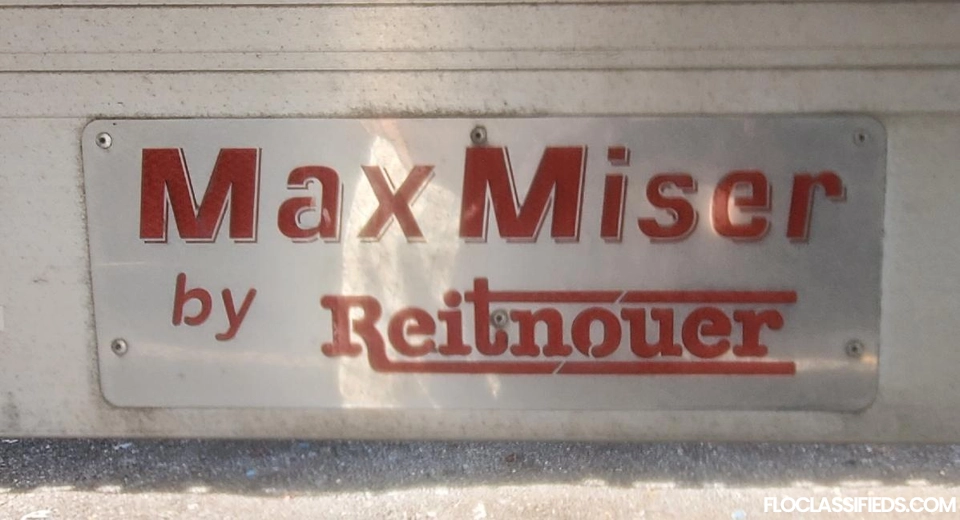 MaxMiser
by Reitnouer
FLOCLASSIFIEDS.COM